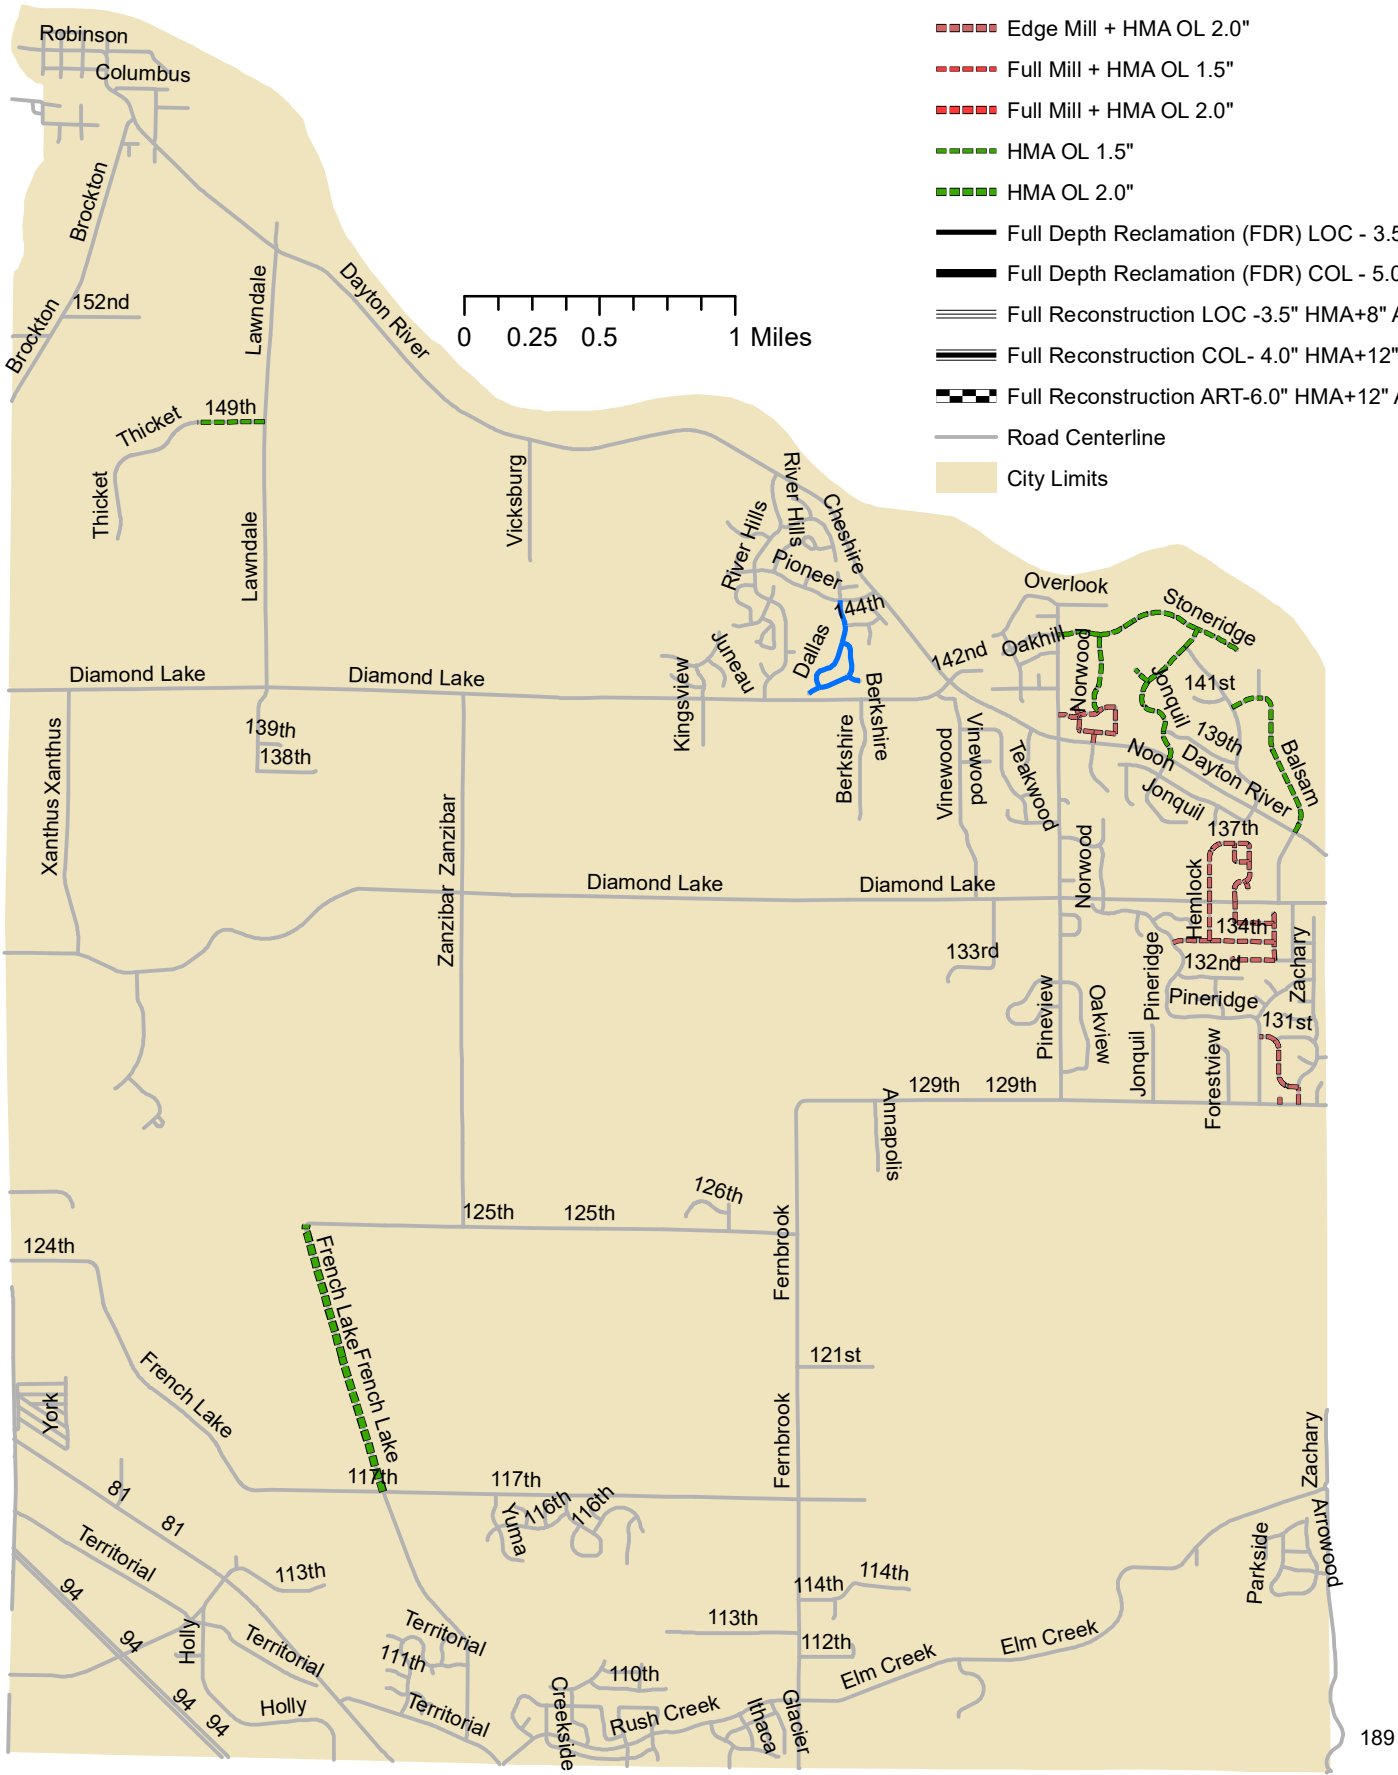 Edge Mill + HMA OL 2.0"
Full Mill + HMA OL 1.5"
Full Mill + HMA OL 2.0"
HMA OL 1.5"
HMA OL 2.0"
Full Depth Reclamation (FDR) LOC - 3.5
Full Depth Reclamation (FDR) COL - 5.0
Full Reconstruction LOC -3.5" HMA+8" A
Full Reconstruction COL- 4.0" HMA+12"
Full Reconstruction ART-6.0" HMA+12" A
Road Centerline
City Limits
0 0.25 0.5 1 Miles
Robinson
Columbus
Brockton
Brockton
152nd
Lawndale
Dayton River
149th
Thicket
Thicket
Lawndale
Vicksburg
River Hills
River Hills
Cheshire
Pioneer
144th
Dallas
Juneau
Kingsview
Berkshire
Berkshire
Overlook
Stoneridge
Oakhill
142nd
Norwood
Jonquil
141st
139th
Balsam
Diamond Lake
Diamond Lake
139th
138th
Xanthus
Xanthus
Zanzibar
Zanzibar
Vinewood
Vinewood
Teakwood
Noon
Dayton River
Jonquil
137th
Norwood
Hemlock
134th
132nd
Zachary
Diamond Lake
Diamond Lake
133rd
Pineview
Oakview
Pineridge
Pineridge
131st
Jonquil
Forestview
129th
129th
Annapolis
126th
125th
125th
Fernbrook
124th
French Lake
French Lake
French Lake
121st
Fernbrook
York
117th
117th
116th
116th
Yuma
81
81
Territorial
94
94
94
94
113th
Holly
Territorial
Holly
Territorial
111th
Territorial
113th
114th
114th
112th
110th
Creekside
Rush Creek
Ithaca
Glacier
Elm Creek
Elm Creek
Zachary
Arrowood
Parkside
189